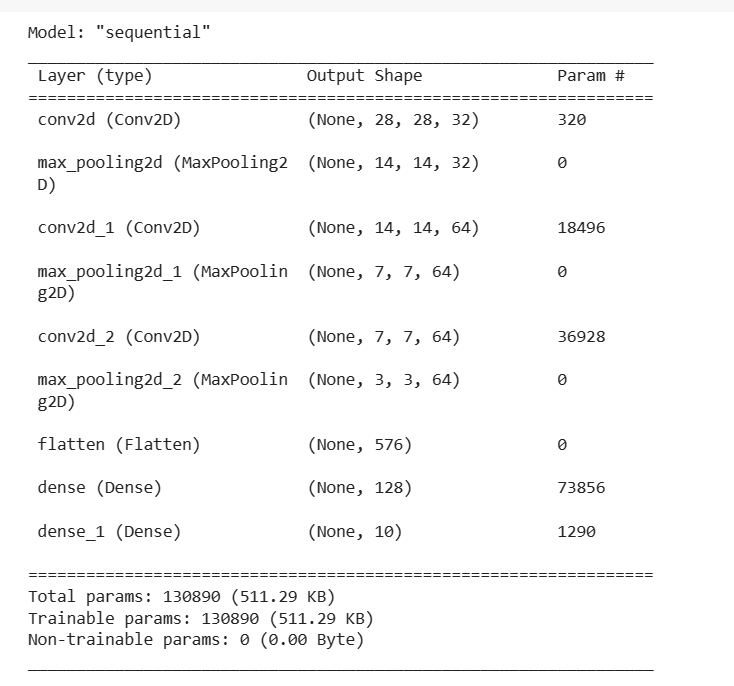 Model: "sequential"
Layer (type) Output Shape Param #
conv2d (Conv2D) (None, 28, 28, 32) 320
max_pooling2d (MaxPooling2 (None, 14, 14, 32) 0
D)
conv2d_1 (Conv2D) (None, 14, 14, 64) 18496
max_pooling2d_1 (MaxPoolin (None, 7, 7, 64) 0
g2D)
conv2d_2 (Conv2D) (None, 7, 7, 64) 36928
max_pooling2d_2 (MaxPoolin (None, 3, 3, 64) 0
g2D)
flatten (Flatten) (None, 576) 0
dense (Dense) (None, 128) 73856
dense_1 (Dense) (None, 10) 1290
Total params: 130890 (511.29 KB)
Trainable params: 130890 (511.29 KB)
Non-trainable params: 0 (0.00 Byte)